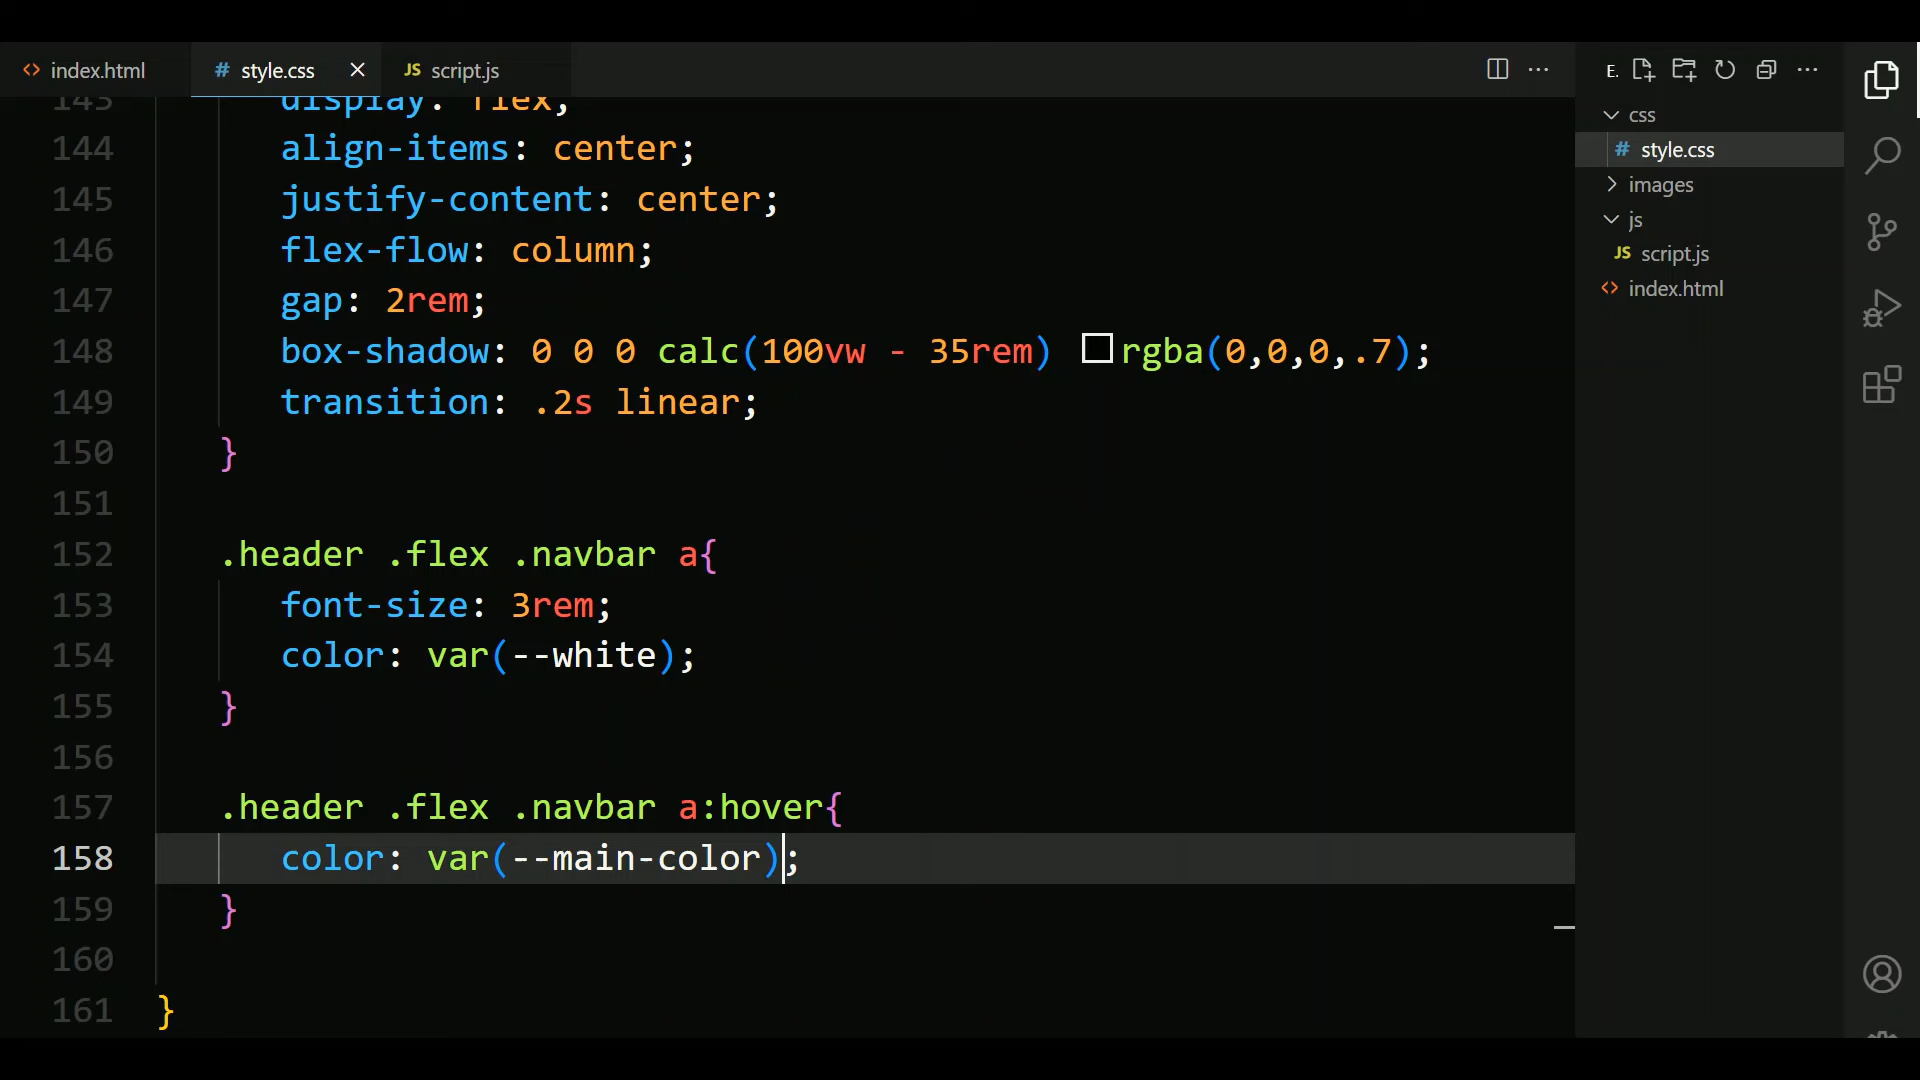 index.html
style.css
JS script.js
E.
143 display: flex;
144 align-items: center;
145 justify-content: center;
146 flex-flow: column;
147 gap: 2rem;
148 box-shadow: 0 0 0 calc(100vw - 35rem) rgba(0,0,0,.7);
149 transition: .2s linear;
150 }
151
152 .header .flex .navbar a{
153 font-size: 3rem;
154 color: var(--white);
155 }
156
157 .header .flex .navbar a:hover{
158 color: var(--main-color);
159 }
160
161 }
css
# style.css
images
js
JS script.js
index.html